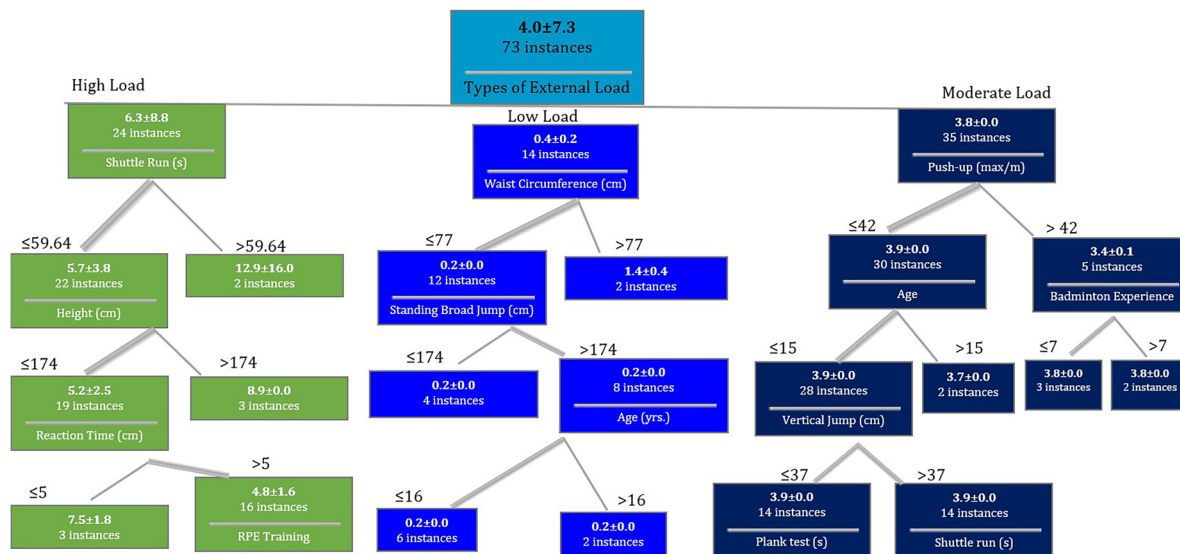 4.0±7.3
73 instances
Types of External Load
High Load
Low Load
Moderate Load
6.3±8.8
24 instances
Shuttle Run (s)
0.4±0.2
14 instances
Waist Circumference (cm)
3.8±0.0
35 instances
Push-up (max/m)
≤59.64
>59.64
≤77
>77
≤42
> 42
5.7±3.8
22 instances
Height (cm)
12.9±16.0
2 instances
0.2±0.0
12 instances
Standing Broad Jump (cm)
1.4±0.4
2 instances
3.9±0.0
30 instances
Age
3.4±0.1
5 instances
Badminton Experience
≤174
>174
≤174
>174
≤15
>15
≤7
>7
5.2±2.5
19 instances
Reaction Time (cm)
8.9±0.0
3 instances
0.2±0.0
4 instances
0.2±0.0
8 instances
Age (yrs.)
3.9±0.0
28 instances
Vertical Jump (cm)
3.7±0.0
2 instances
3.8±0.0
3 instances
3.8±0.0
2 instances
≤5
>5
≤16
>16
≤37
>37
7.5±1.8
3 instances
4.8±1.6
16 instances
RPE Training
0.2±0.0
6 instances
0.2±0.0
2 instances
3.9±0.0
14 instances
Plank test (s)
3.9±0.0
14 instances
Shuttle run (s)